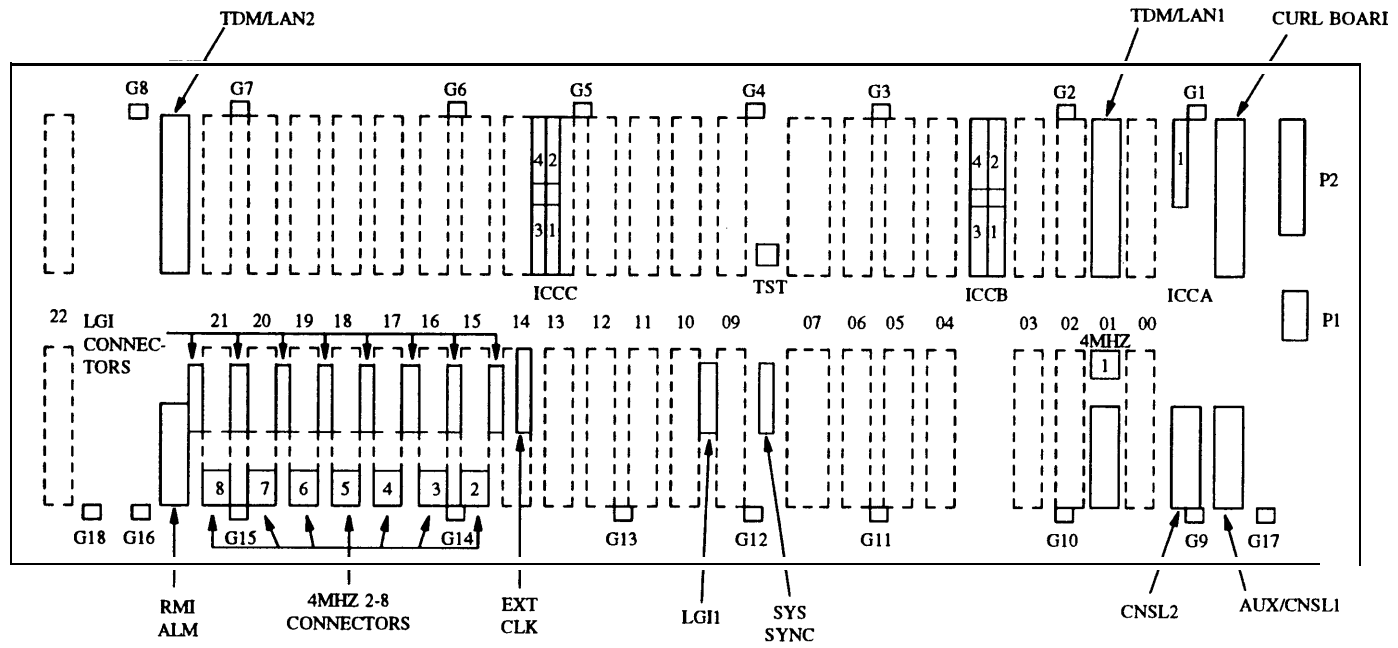 TDM/LAN2
TDM/LAN1
CURL BOARD
G8
G7
G6
G5
G4
G3
G2
G1
4 2
4 2
1
P2
3 1
3 1
TST
ICCC
ICCB
ICCA
P1
22
LGI
CONNEC-
TORS
21 20 19 18 17 16 15 14 13 12 11 10 09 07 06 05 04 03 02 01 00
4MHZ
1
8 7 6 5 4 3 2
G18
G16
G15
G14
G13
G12
G11
G10
G9
G17
RMI
ALM
4MHZ 2-8
CONNECTORS
EXT
CLK
LGI1
SYS
SYNC
CNSL2
AUX/CNSL1